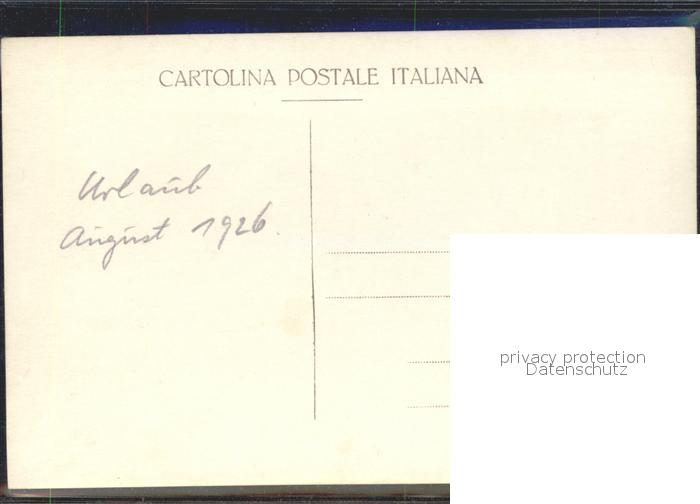 CARTOLINA POSTALE ITALIANA
Urlaub
August 1926.
privacy protection
Datenschutz